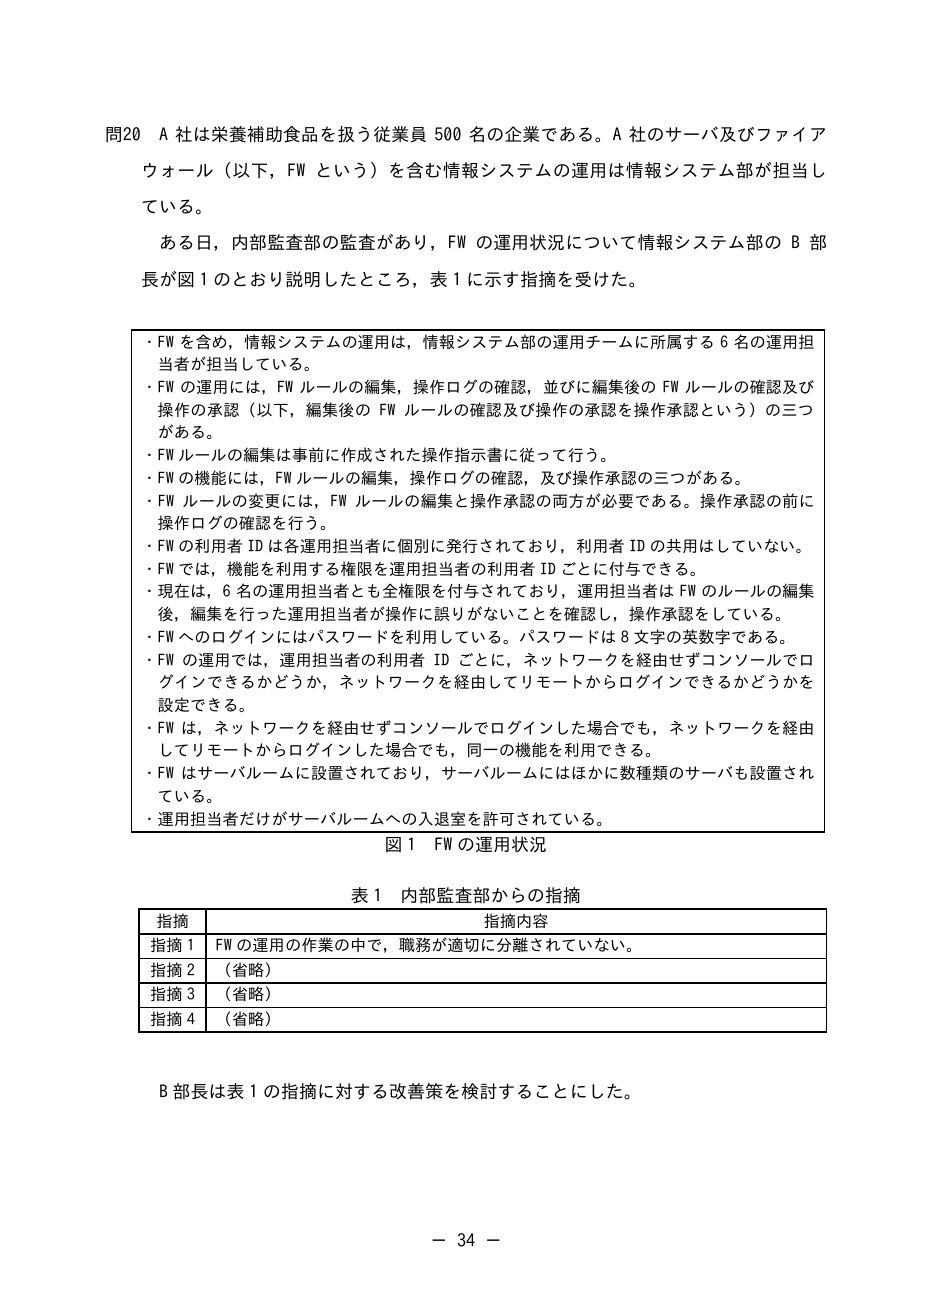 問20　A 社は栄養補助食品を扱う従業員 500 名の企業である。A 社のサーバ及びファイア
ウォール（以下，FW という）を含む情報システムの運用は情報システム部が担当し
ている。
ある日，内部監査部の監査があり，FW の運用状況について情報システム部の B 部
長が図 1 のとおり説明したところ，表 1 に示す指摘を受けた。
・FW を含め，情報システムの運用は，情報システム部の運用チームに所属する 6 名の運用担
当者が担当している。
・FW の運用には，FW ルールの編集，操作ログの確認，並びに編集後の FW ルールの確認及び
操作の承認（以下，編集後の FW ルールの確認及び操作の承認を操作承認という）の三つ
がある。
・FW ルールの編集は事前に作成された操作指示書に従って行う。
・FW の機能には，FW ルールの編集，操作ログの確認，及び操作承認の三つがある。
・FW ルールの変更には，FW ルールの編集と操作承認の両方が必要である。操作承認の前に
操作ログの確認を行う。
・FW の利用者 ID は各運用担当者に個別に発行されており，利用者 ID の共用はしていない。
・FW では，機能を利用する権限を運用担当者の利用者 ID ごとに付与できる。
・現在は，6 名の運用担当者とも全権限を付与されており，運用担当者は FW のルールの編集
後，編集を行った運用担当者が操作に誤りがないことを確認し，操作承認をしている。
・FW へのログインにはパスワードを利用している。パスワードは 8 文字の英数字である。
・FW の運用では，運用担当者の利用者 ID ごとに，ネットワークを経由せずコンソールでロ
グインできるかどうか，ネットワークを経由してリモートからログインできるかどうかを
設定できる。
・FW は，ネットワークを経由せずコンソールでログインした場合でも，ネットワークを経由
してリモートからログインした場合でも，同一の機能を利用できる。
・FW はサーバルームに設置されており，サーバルームにはほかに数種類のサーバも設置され
ている。
・運用担当者だけがサーバルームへの入退室を許可されている。
図 1　FW の運用状況
表 1　内部監査部からの指摘
指摘　指摘内容
指摘 1　FW の運用の作業の中で，職務が適切に分離されていない。
指摘 2　（省略）
指摘 3　（省略）
指摘 4　（省略）
B 部長は表 1 の指摘に対する改善策を検討することにした。
－ 34 －